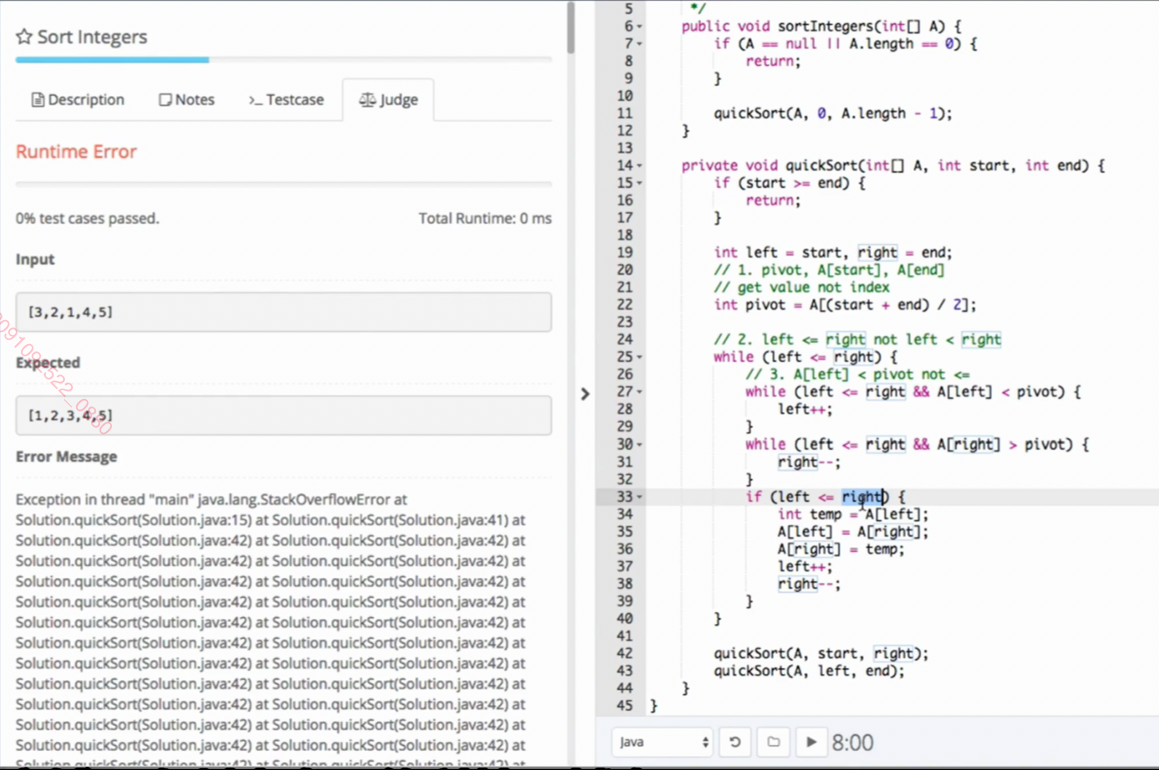 ☆ Sort Integers
Description
Notes
>_ Testcase
Judge
Runtime Error
0% test cases passed.
Total Runtime: 0 ms
Input
[3,2,1,4,5]
Expected
[1,2,3,4,5]
Error Message
Exception in thread "main" java.lang.StackOverflowError at
Solution.quickSort(Solution.java:15) at Solution.quickSort(Solution.java:41) at
Solution.quickSort(Solution.java:42) at Solution.quickSort(Solution.java:42) at
Solution.quickSort(Solution.java:42) at Solution.quickSort(Solution.java:42) at
Solution.quickSort(Solution.java:42) at Solution.quickSort(Solution.java:42) at
Solution.quickSort(Solution.java:42) at Solution.quickSort(Solution.java:42) at
Solution.quickSort(Solution.java:42) at Solution.quickSort(Solution.java:42) at
Solution.quickSort(Solution.java:42) at Solution.quickSort(Solution.java:42) at
Solution.quickSort(Solution.java:42) at Solution.quickSort(Solution.java:42) at
Solution.quickSort(Solution.java:42) at Solution.quickSort(Solution.java:42) at
Solution.quickSort(Solution.java:42) at Solution.quickSort(Solution.java:42) at
Solution.quickSort(Solution.java:42) at Solution.quickSort(Solution.java:42) at
Solution.quickSort(Solution.java:42) at Solution.quickSort(Solution.java:42) at
5 */
6 public void sortIntegers(int[] A) {
7 if (A == null || A.length == 0) {
8 return;
9 }
10
11 quickSort(A, 0, A.length - 1);
12 }
13
14 private void quickSort(int[] A, int start, int end) {
15 if (start >= end) {
16 return;
17 }
18
19 int left = start, right = end;
20 // 1. pivot, A[start], A[end]
21 // get value not index
22 int pivot = A[(start + end) / 2];
23
24 // 2. left <= right not left < right
25 while (left <= right) {
26 // 3. A[left] < pivot not <=
27 while (left <= right && A[left] < pivot) {
28 left++;
29 }
30 while (left <= right && A[right] > pivot) {
31 right--;
32 }
33 if (left <= right) {
34 int temp = A[left];
35 A[left] = A[right];
36 A[right] = temp;
37 left++;
38 right--;
39 }
40 }
41
42 quickSort(A, start, right);
43 quickSort(A, left, end);
44 }
45 }
Java
8:00